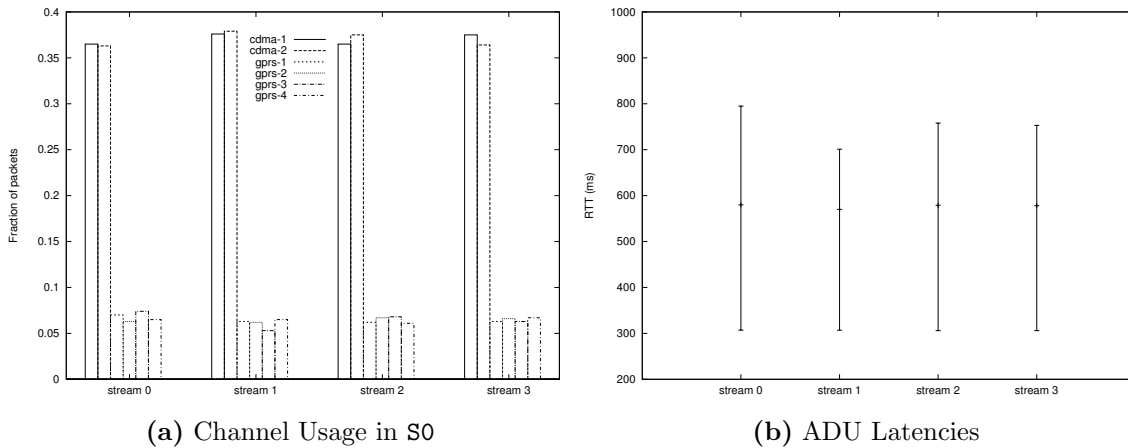 0.4
0.35
0.3
0.25
0.2
0.15
0.1
0.05
0
Fraction of packets
cdma-1
cdma-2
gprs-1
gprs-2
gprs-3
gprs-4
stream 0 stream 1 stream 2 stream 3
(a) Channel Usage in S0
1000
900
800
700
600
500
400
300
200
RTT (ms)
stream 0 stream 1 stream 2 stream 3
(b) ADU Latencies